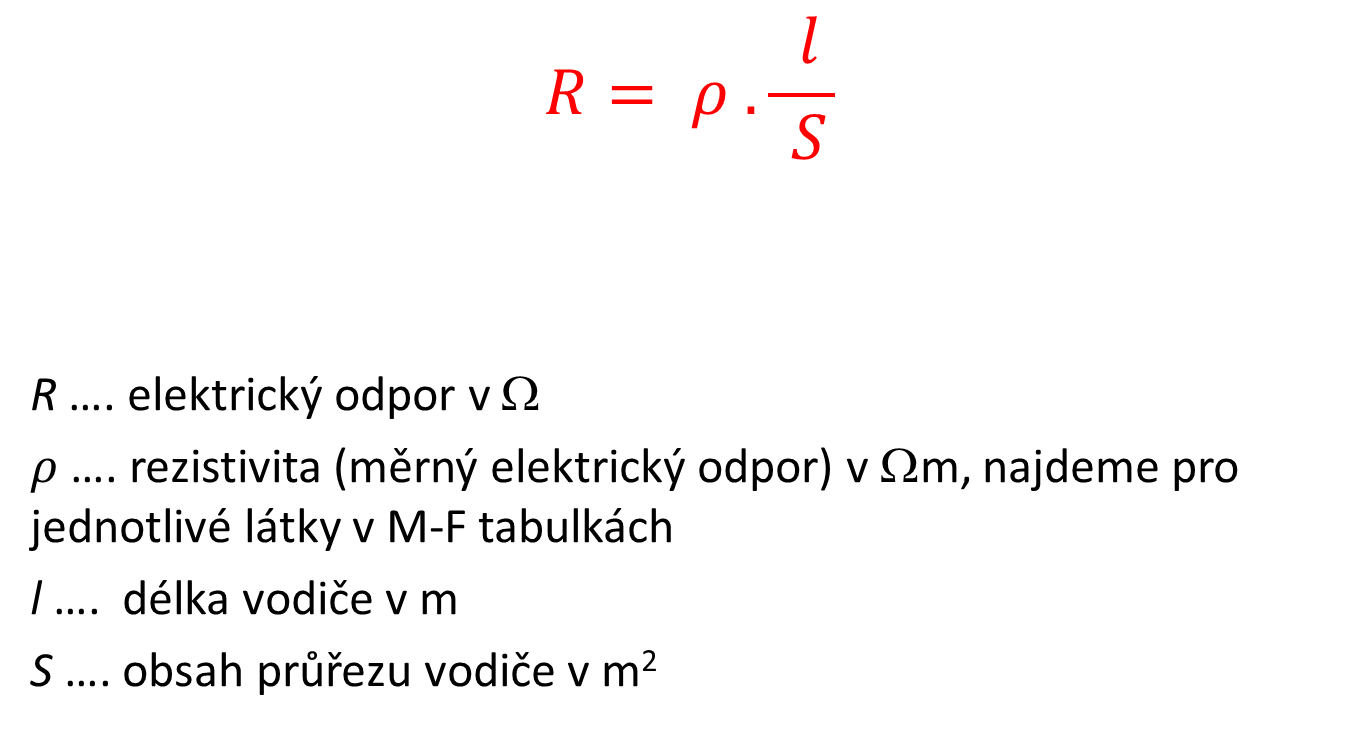 R = ρ . l / S
R .... elektrický odpor v Ω
ρ .... rezistivita (měrný elektrický odpor) v Ωm, najdeme pro
jednotlivé látky v M-F tabulkách
l .... délka vodiče v m
S .... obsah průřezu vodiče v m²